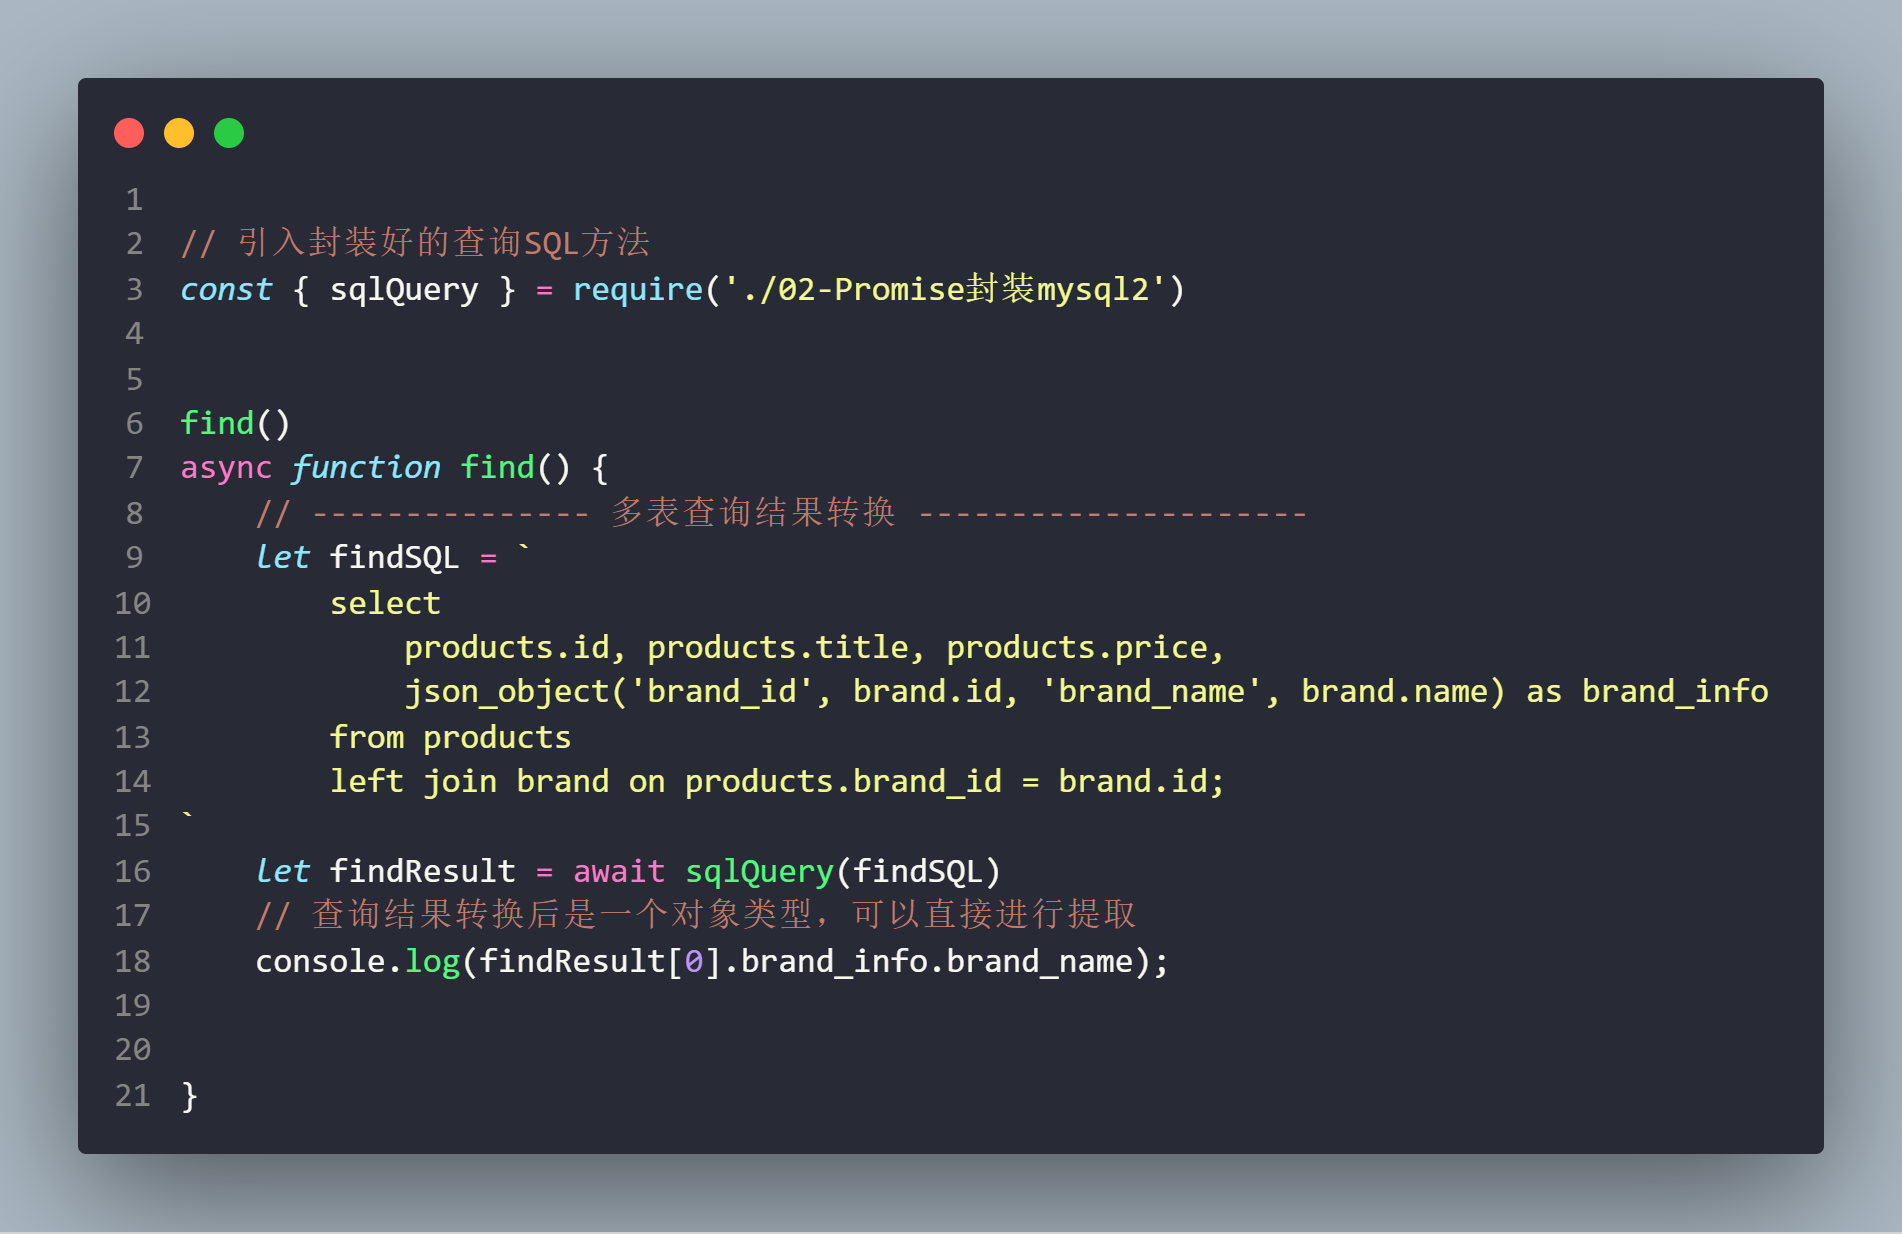 1
2 // 引入封装好的查询SQL方法
3 const { sqlQuery } = require('./02-Promise封装mysql2')
4
5
6 find()
7 async function find() {
8     // --------------- 多表查询结果转换 ---------------------
9     let findSQL = `
10         select
11             products.id, products.title, products.price,
12             json_object('brand_id', brand.id, 'brand_name', brand.name) as brand_info
13         from products
14         left join brand on products.brand_id = brand.id;
15 `
16     let findResult = await sqlQuery(findSQL)
17     // 查询结果转换后是一个对象类型，可以直接进行提取
18     console.log(findResult[0].brand_info.brand_name);
19
20
21 }